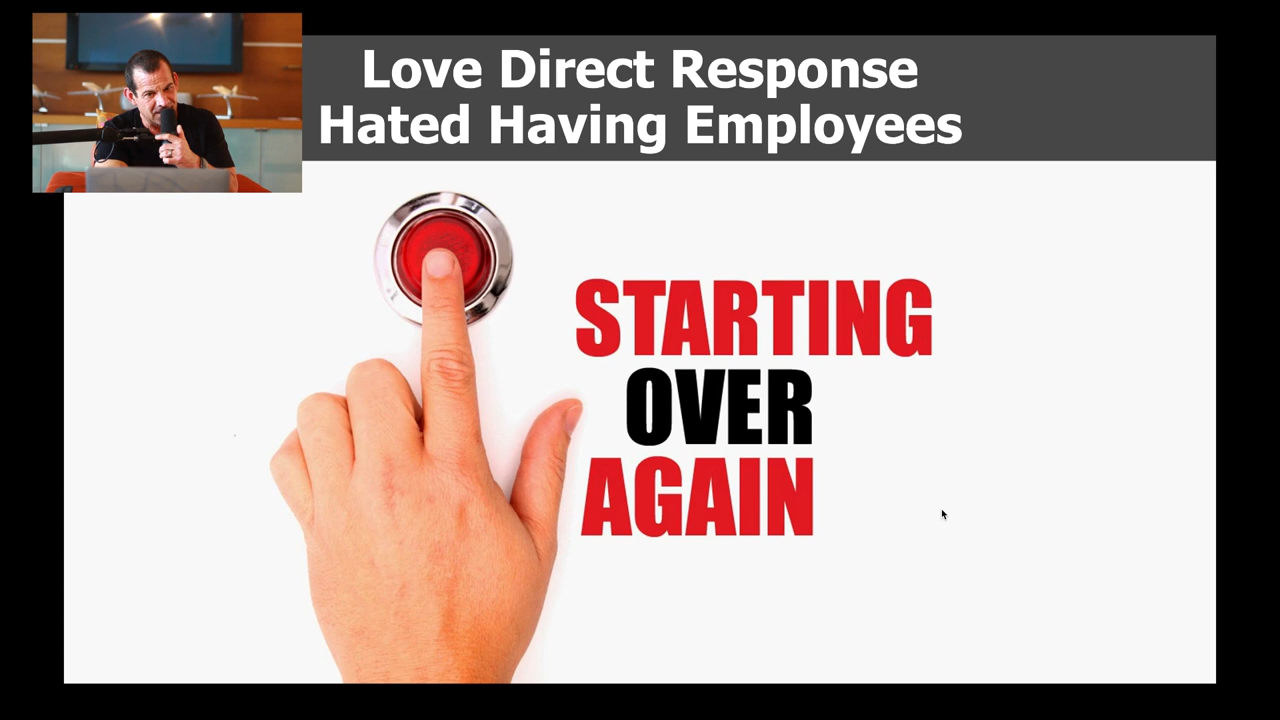 Love Direct Response
Hated Having Employees
STARTING
OVER
AGAIN